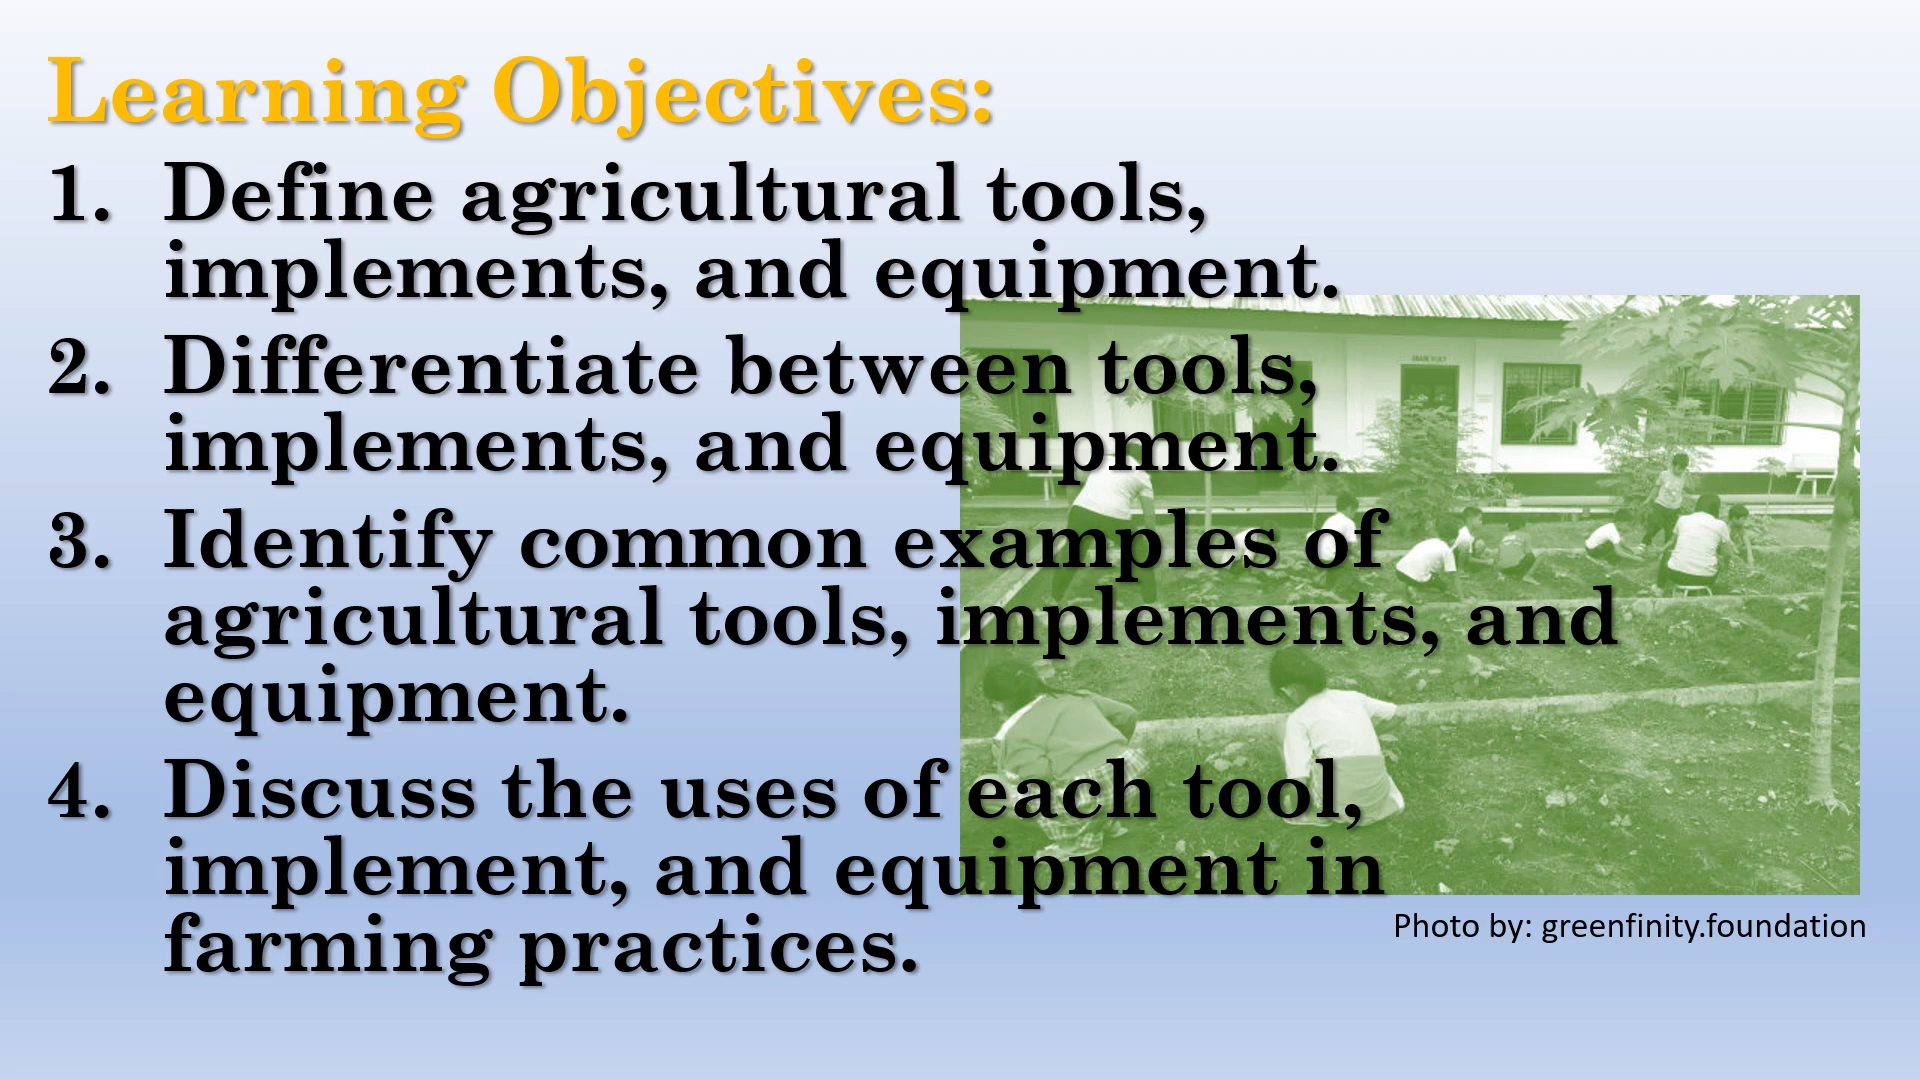 Learning Objectives:
1. Define agricultural tools,
implements, and equipment.
2. Differentiate between tools,
implements, and equipment.
3. Identify common examples of
agricultural tools, implements, and
equipment.
4. Discuss the uses of each tool,
implement, and equipment in
farming practices.
Photo by: greenfinity.foundation